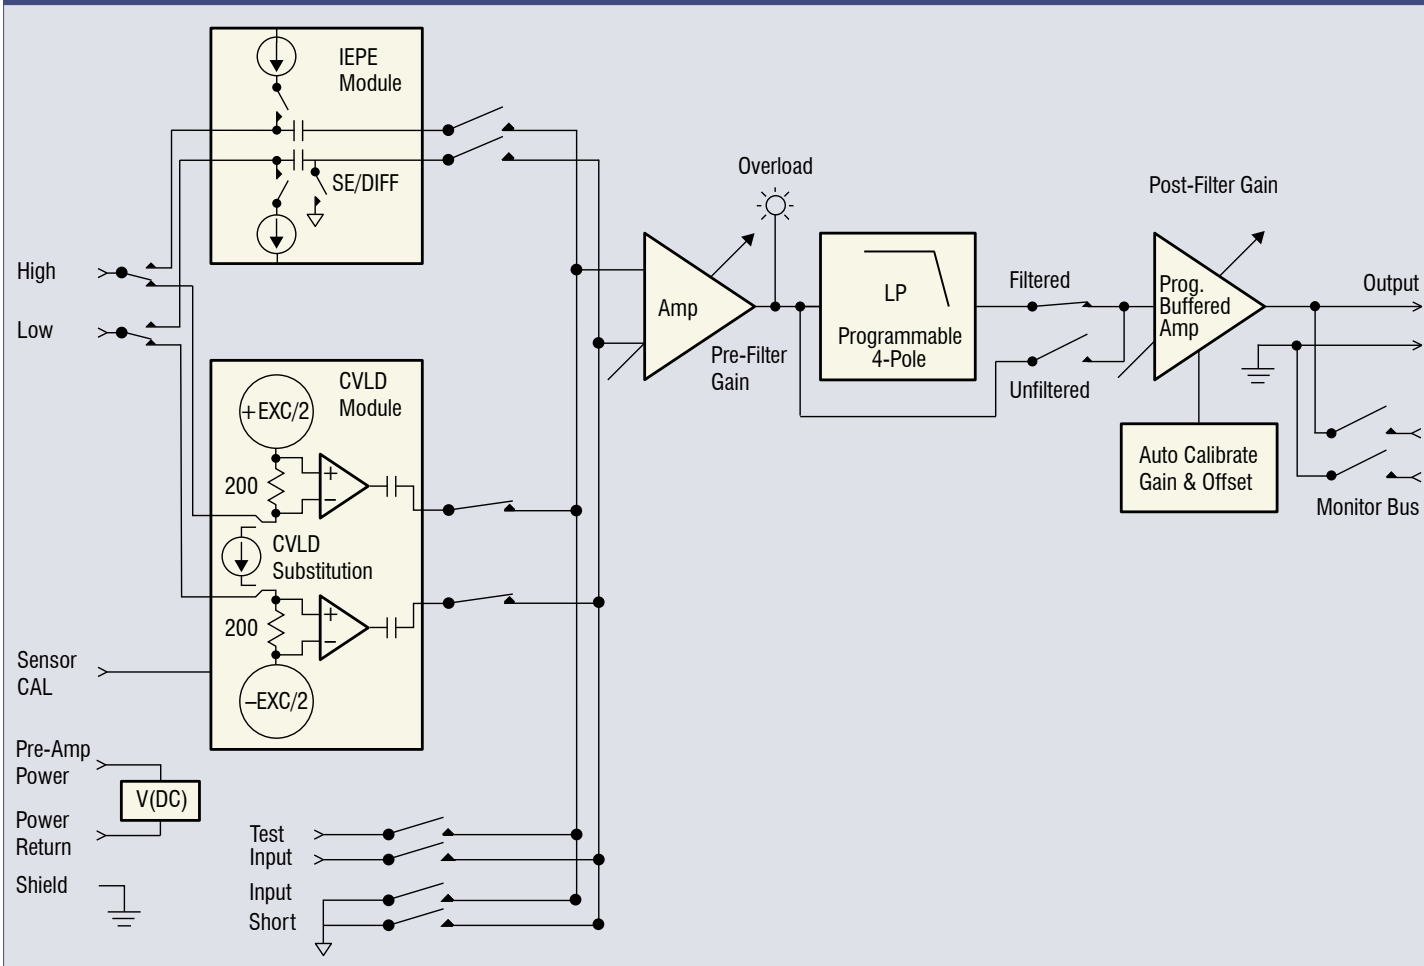 IEPE
Module
SE/DIFF
High
Low
CVLD
Module
+EXC/2
200
+
−
CVLD
Substitution
200
+
−
–EXC/2
Sensor
CAL
Pre-Amp
Power
V(DC)
Power
Return
Shield
Test
Input
Input
Short
Overload
Amp
Pre-Filter
Gain
LP
Programmable
4-Pole
Filtered
Unfiltered
Post-Filter Gain
Prog.
Buffered
Amp
Auto Calibrate
Gain & Offset
Output
Monitor Bus